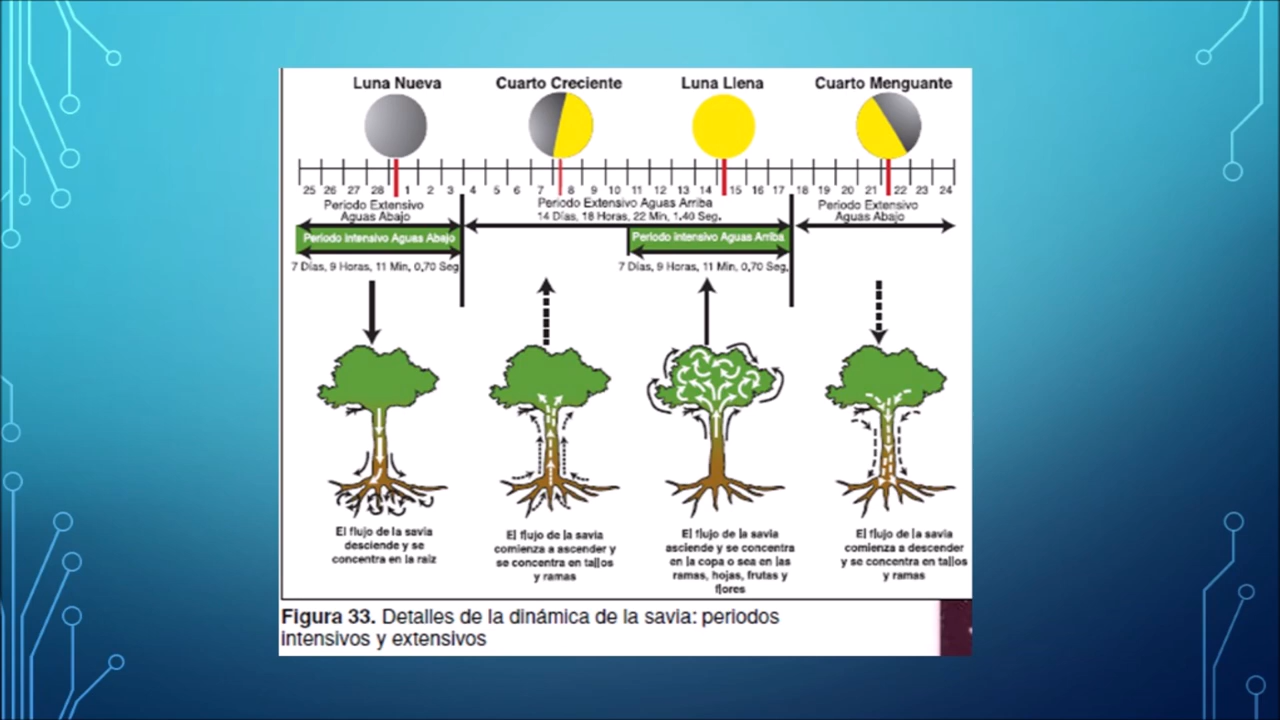 Luna Nueva Cuarto Creciente Luna Llena Cuarto Menguante
25 26 27 28 1 2 3 4 5 6 7 8 9 10 11 12 13 14 15 16 17 18 19 20 21 22 23 24
Periodo Extensivo
Aguas Abajo
Periodo Extensivo Aguas Arriba
14 Días, 18 Horas, 22 Min, 1.40 Seg.
Periodo Extensivo
Aguas Abajo
Periodo intensivo Aguas Abajo
Periodo intensivo Aguas Arriba
7 Días, 9 Horas, 11 Min, 0,70 Seg
7 Días, 9 Horas, 11 Min, 0,70 Seg,
El flujo de la savia
desciende y se
concentra en la raiz
El flujo de la savia
comienza a ascender y
se concentra en tallos
y ramas
El flujo de la savia
asciende y se concentra
en la copa o sea en las
ramas, hojas, frutas y
flores
El flujo de la savia
comienza a descender
y se concentra en tallos
y ramas
Figura 33. Detalles de la dinámica de la savia: periodos
intensivos y extensivos